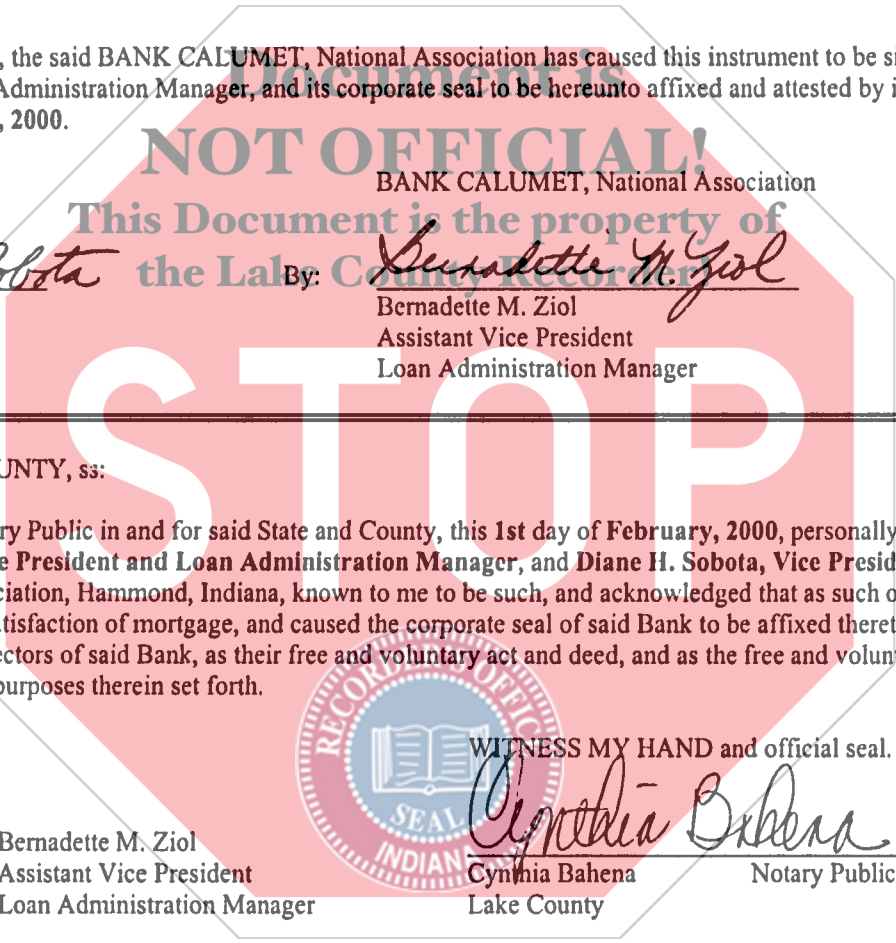 Document is
NOT OFFICIAL!
This Document is the property of
the Lake County Recorder!
STOP
, the said BANK CALUMET, National Association has caused this instrument to be si
Administration Manager, and its corporate seal to be hereunto affixed and attested by i
, 2000.
BANK CALUMET, National Association
Sobota By: Bernadette M. Ziol
Bernadette M. Ziol
Assistant Vice President
Loan Administration Manager
UNTY, ss:
ry Public in and for said State and County, this 1st day of February, 2000, personally
e President and Loan Administration Manager, and Diane H. Sobota, Vice Presid
ciation, Hammond, Indiana, known to me to be such, and acknowledged that as such o
tisfaction of mortgage, and caused the corporate seal of said Bank to be affixed theret
ectors of said Bank, as their free and voluntary act and deed, and as the free and volun
purposes therein set forth.
RECORDER'S OFFICE
SEAL
INDIANA
WITNESS MY HAND and official seal.
Cynthia Bahena
Bernadette M. Ziol
Assistant Vice President
Loan Administration Manager
Cynthia Bahena Notary Public
Lake County